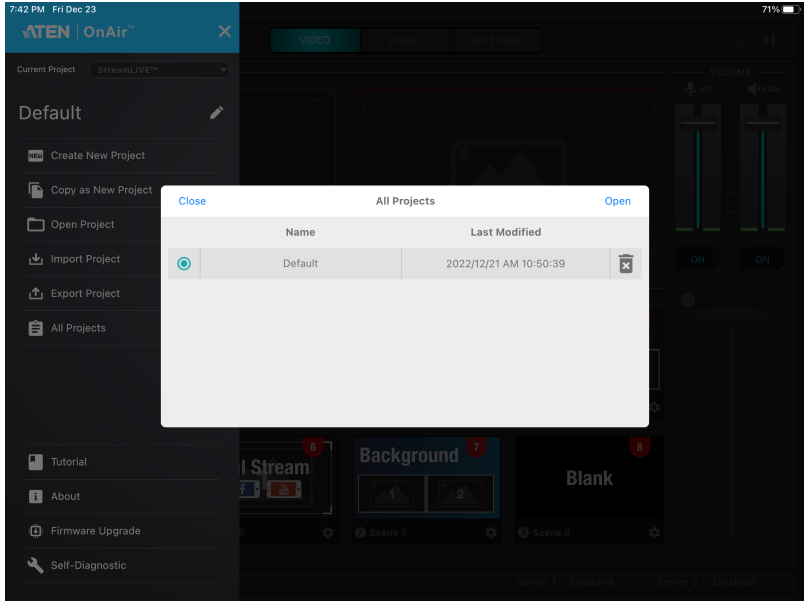 7:42 PM Fri Dec 23
71%
ATEN OnAir™
VIDEO
AUDIO
SETTINGS
Current Project
StreamLIVE™
VOLUME
MIC
PGM
Default
NEW Create New Project
Copy as New Project
Open Project
Import Project
Export Project
All Projects
Close
All Projects
Open
Name
Last Modified
Default
2022/12/21 AM 10:50:39
ON
ON
Tutorial
About
Firmware Upgrade
Self-Diagnostic
6
l Stream
7
Background
1
2
Scene 7
8
Blank
Scene 8
Server 1 : Disabled
Server 2 : Disabled